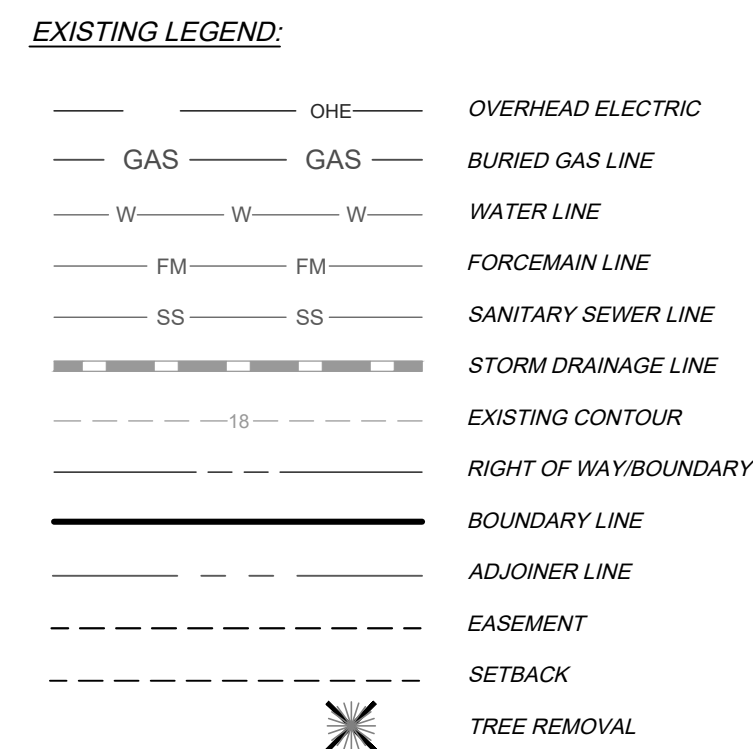 EXISTING LEGEND:
OHE OVERHEAD ELECTRIC
GAS GAS BURIED GAS LINE
W W W WATER LINE
FM FM FORCEMAIN LINE
SS SS SANITARY SEWER LINE
STORM DRAINAGE LINE
18 EXISTING CONTOUR
RIGHT OF WAY/BOUNDARY
BOUNDARY LINE
ADJOINER LINE
EASEMENT
SETBACK
TREE REMOVAL